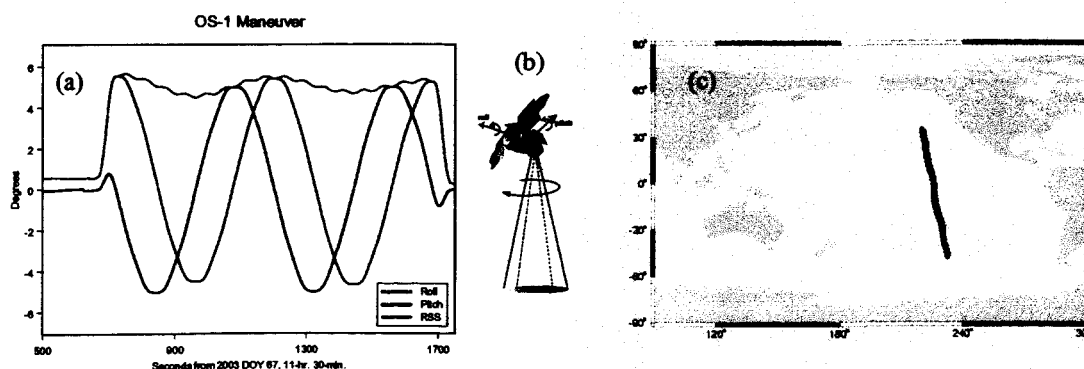 OS-1 Maneuver
(a)
Degrees
6
4
2
0
-2
-4
-6
500
900
1300
1700
Seconds from 2003 DOY 67, 11-hr. 30-min.
Roll
Pitch
RSS
(b)
(c)
60°
30°
0°
-30°
-60°
-90°
120°
180°
240°